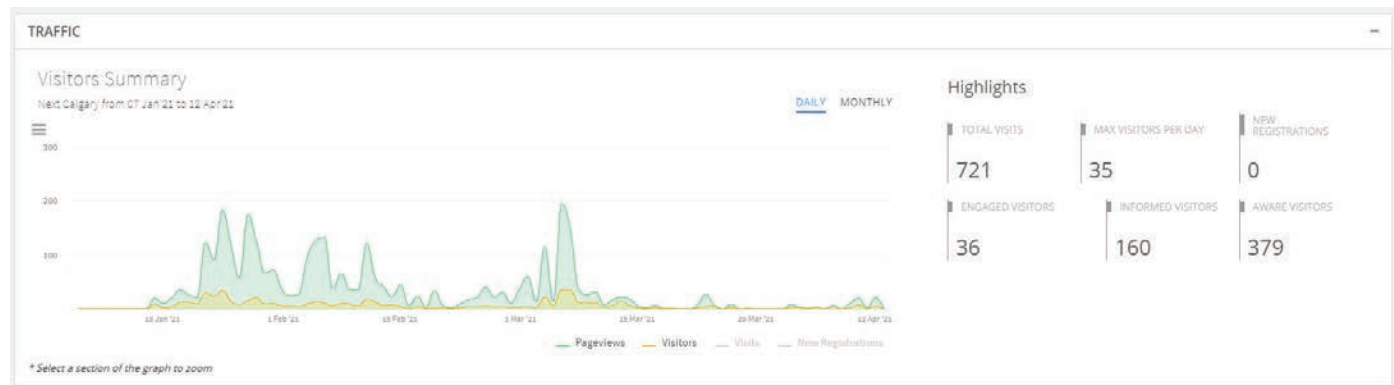 TRAFFIC
Visitors Summary
Next Calgary from 07 Jan'21 to 12 Apr'21
DAILY MONTHLY
300
200
100
18 Jan '21 1 Feb '21 15 Feb '21 1 Mar '21 15 Mar '21 29 Mar '21 12 Apr '21
Pageviews Visitors Visits New Registrations
* Select a section of the graph to zoom
Highlights
TOTAL VISITS
721
MAX VISITORS PER DAY
35
NEW
REGISTRATIONS
0
ENGAGED VISITORS
36
INFORMED VISITORS
160
AWARE VISITORS
379